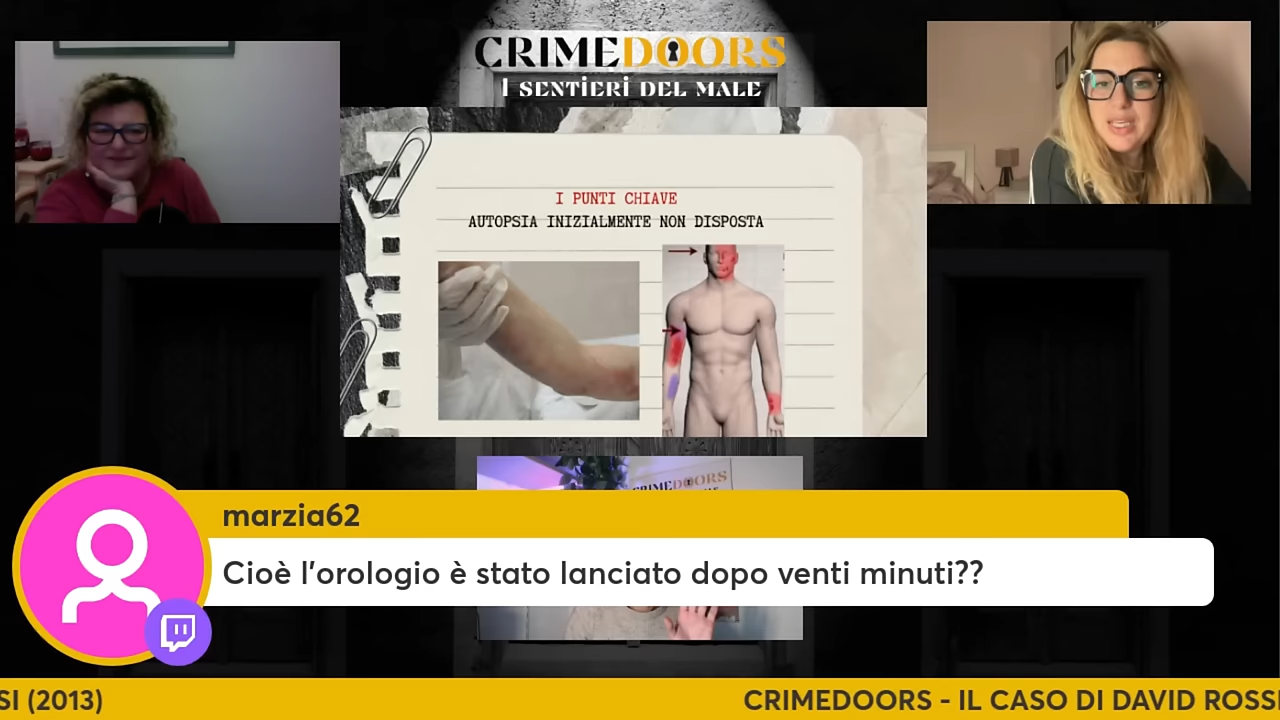 CRIMEDOORS
I SENTIERI DEL MALE
I PUNTI CHIAVE
AUTOPSIA INIZIALMENTE NON DISPOSTA
CRIMEDOORS
marzia62
Cioè l'orologio è stato lanciato dopo venti minuti??
SI (2013)
CRIMEDOORS - IL CASO DI DAVID ROSSI